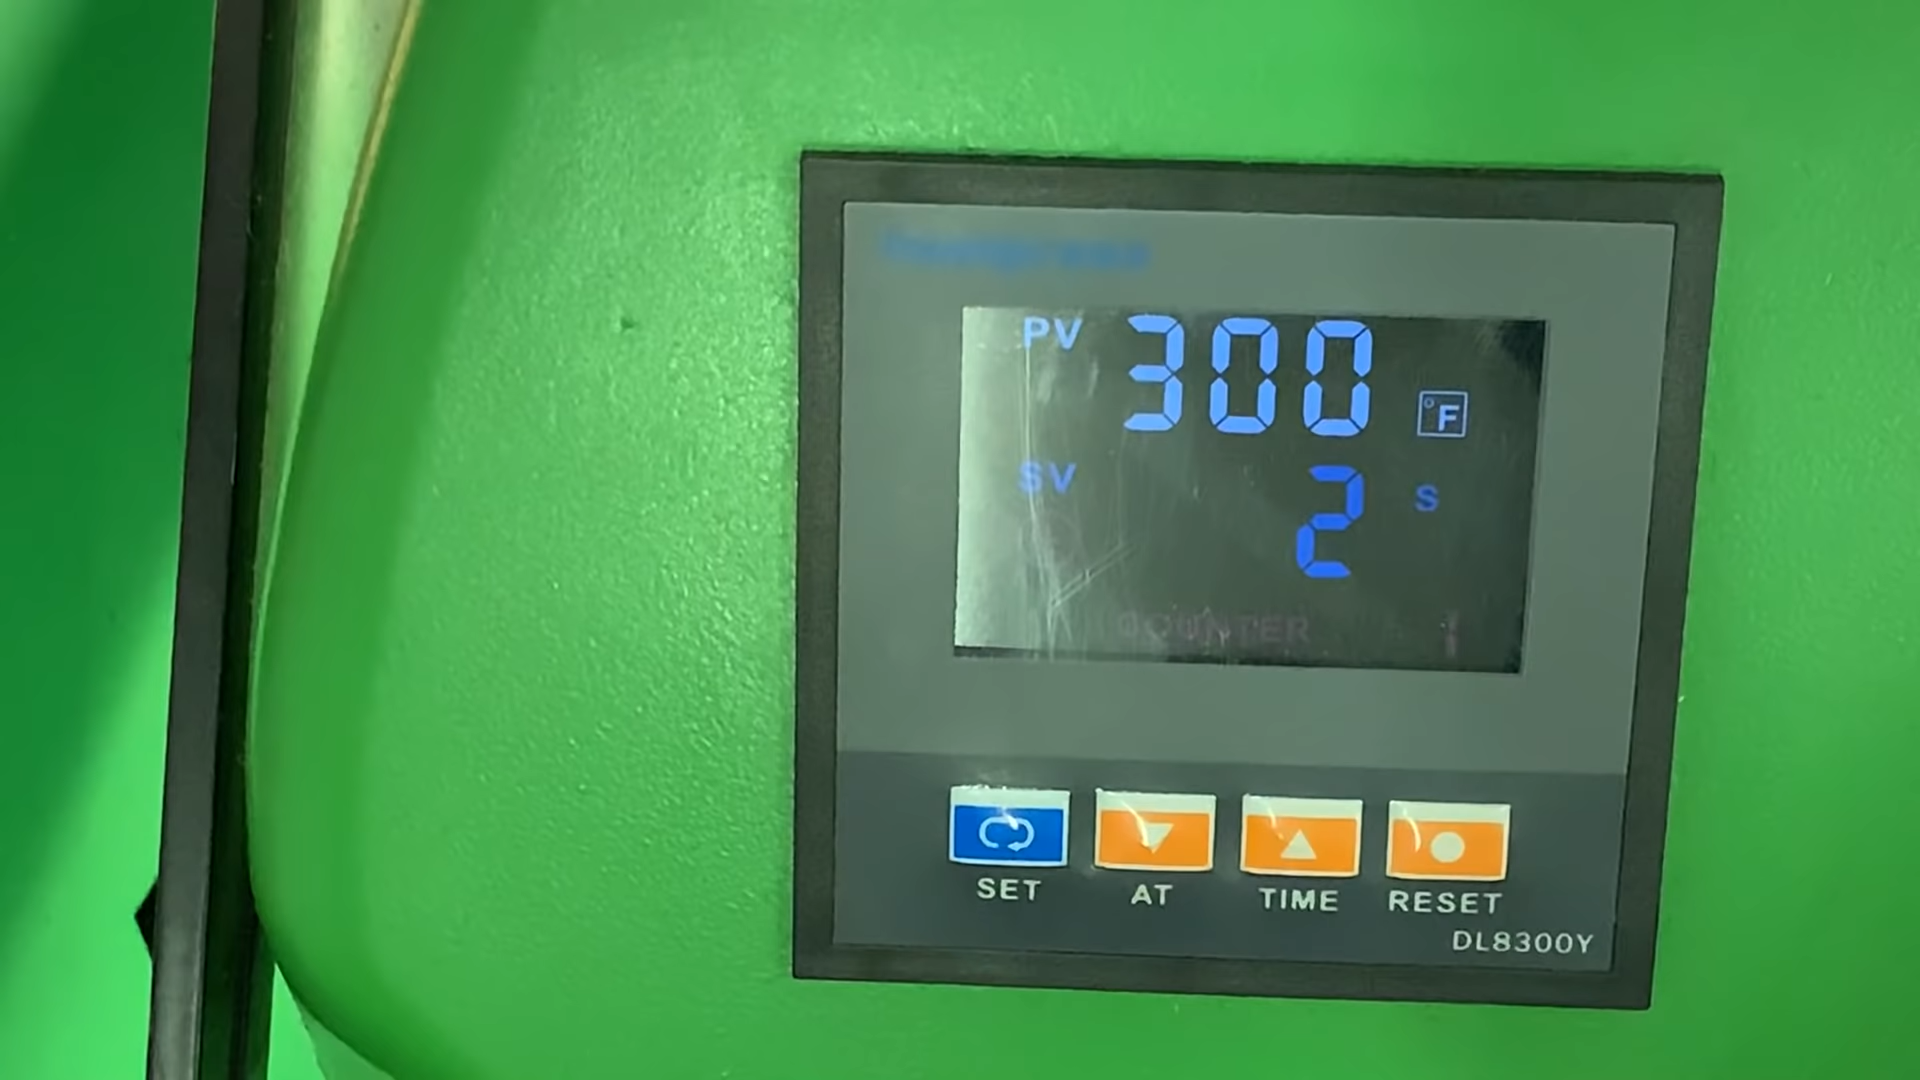 PV 300 °F
SV 2 S
COUNTER
SET AT TIME RESET
DL8300Y